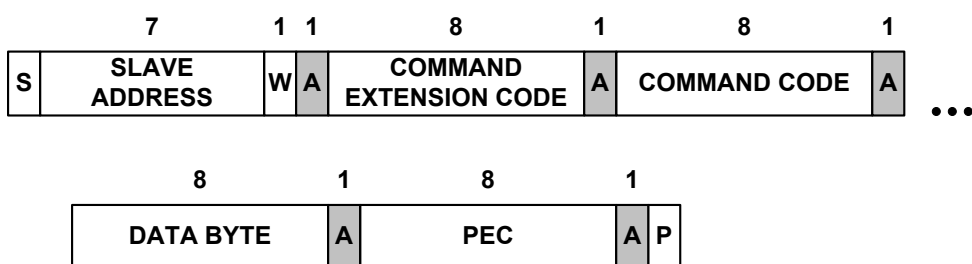 7 1 1 8 1 8 1
S SLAVE ADDRESS W A COMMAND EXTENSION CODE A COMMAND CODE A ...
8 1 8 1
DATA BYTE A PEC A P